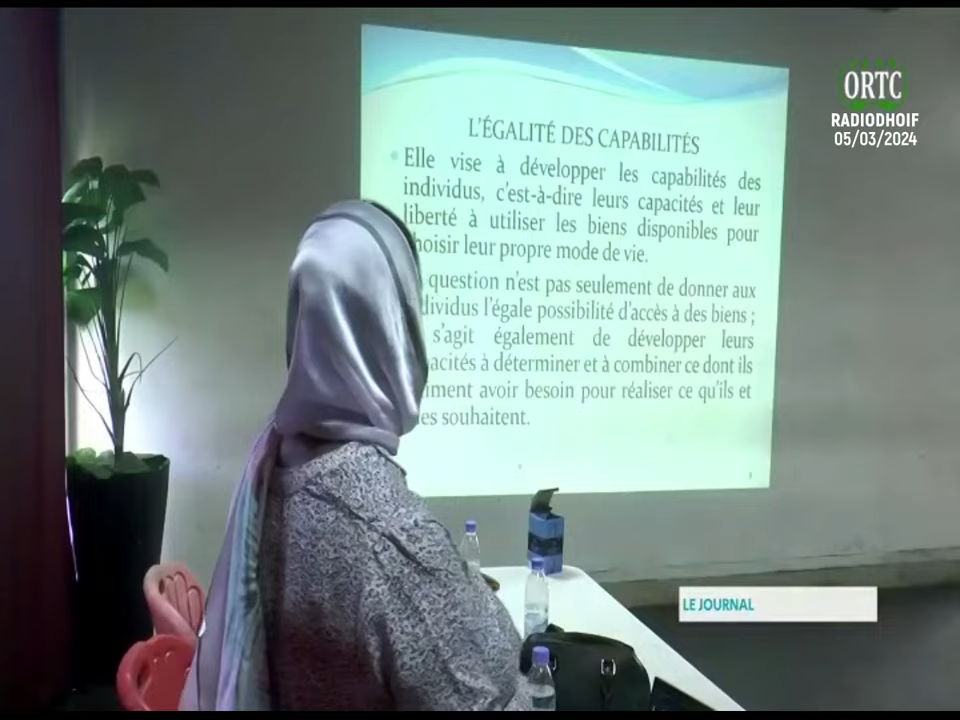 ORTC
RADIODHOIF
05/03/2024
L'ÉGALITÉ DES CAPABILITÉS
Elle vise à développer les capabilités des
individus, c'est-à-dire leurs capacités et leur
liberté à utiliser les biens disponibles pour
choisir leur propre mode de vie.
question n'est pas seulement de donner aux
individus l'égale possibilité d'accès à des biens ;
s'agit également de développer leurs
capacités à déterminer et à combiner ce dont ils
avoir besoin pour réaliser ce qu'ils et
souhaitent.
LE JOURNAL